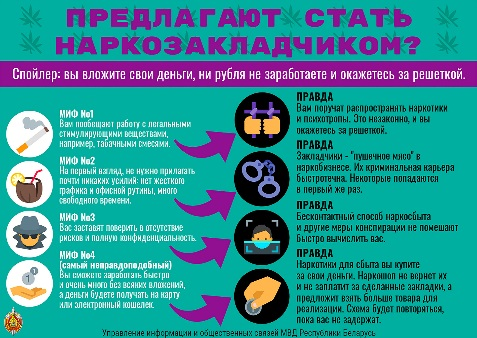 ПРЕДЛАГАЮТ СТАТЬ
НАРКОЗАКЛАДЧИКОМ?
Спойлер: вы вложите свои деньги, ни рубля не заработаете и окажетесь за решеткой.
МИФ №1
Вам пообещают работу с легальными
стимулирующими веществами,
например, табачными смесями.
ПРАВДА
Вам поручат распространять наркотики
и психотропы. Это незаконно, и вы
окажетесь за решеткой.
МИФ №2
На первый взгляд, не нужно прилагать
почти никаких усилий: нет жесткого
графика и офисной рутины, много
свободного времени.
ПРАВДА
Закладчики - "пушечное мясо" в
наркобизнесе. Их криминальная карьера
быстротечна. Некоторые попадаются
в первый же раз.
МИФ №3
Вас заставят поверить в отсутствие
рисков и полную конфиденциальность.
ПРАВДА
Бесконтактный способ наркосбыта
и другие меры конспирации не помешают
быстро вычислить вас.
МИФ №4
(самый неправдоподобный)
Вы сможете заработать быстро
и очень много без всяких вложений,
а деньги будете получать на карту
или электронный кошелек.
ПРАВДА
Наркотики для сбыта вы купите
за свои деньги. Наркошоп не вернет их
и не заплатит за сделанные закладки, а
предложит взять больше товара для
реализации. Схема будет повторяться,
пока вас не задержат.
Управление информации и общественных связей МВД Республики Беларусь